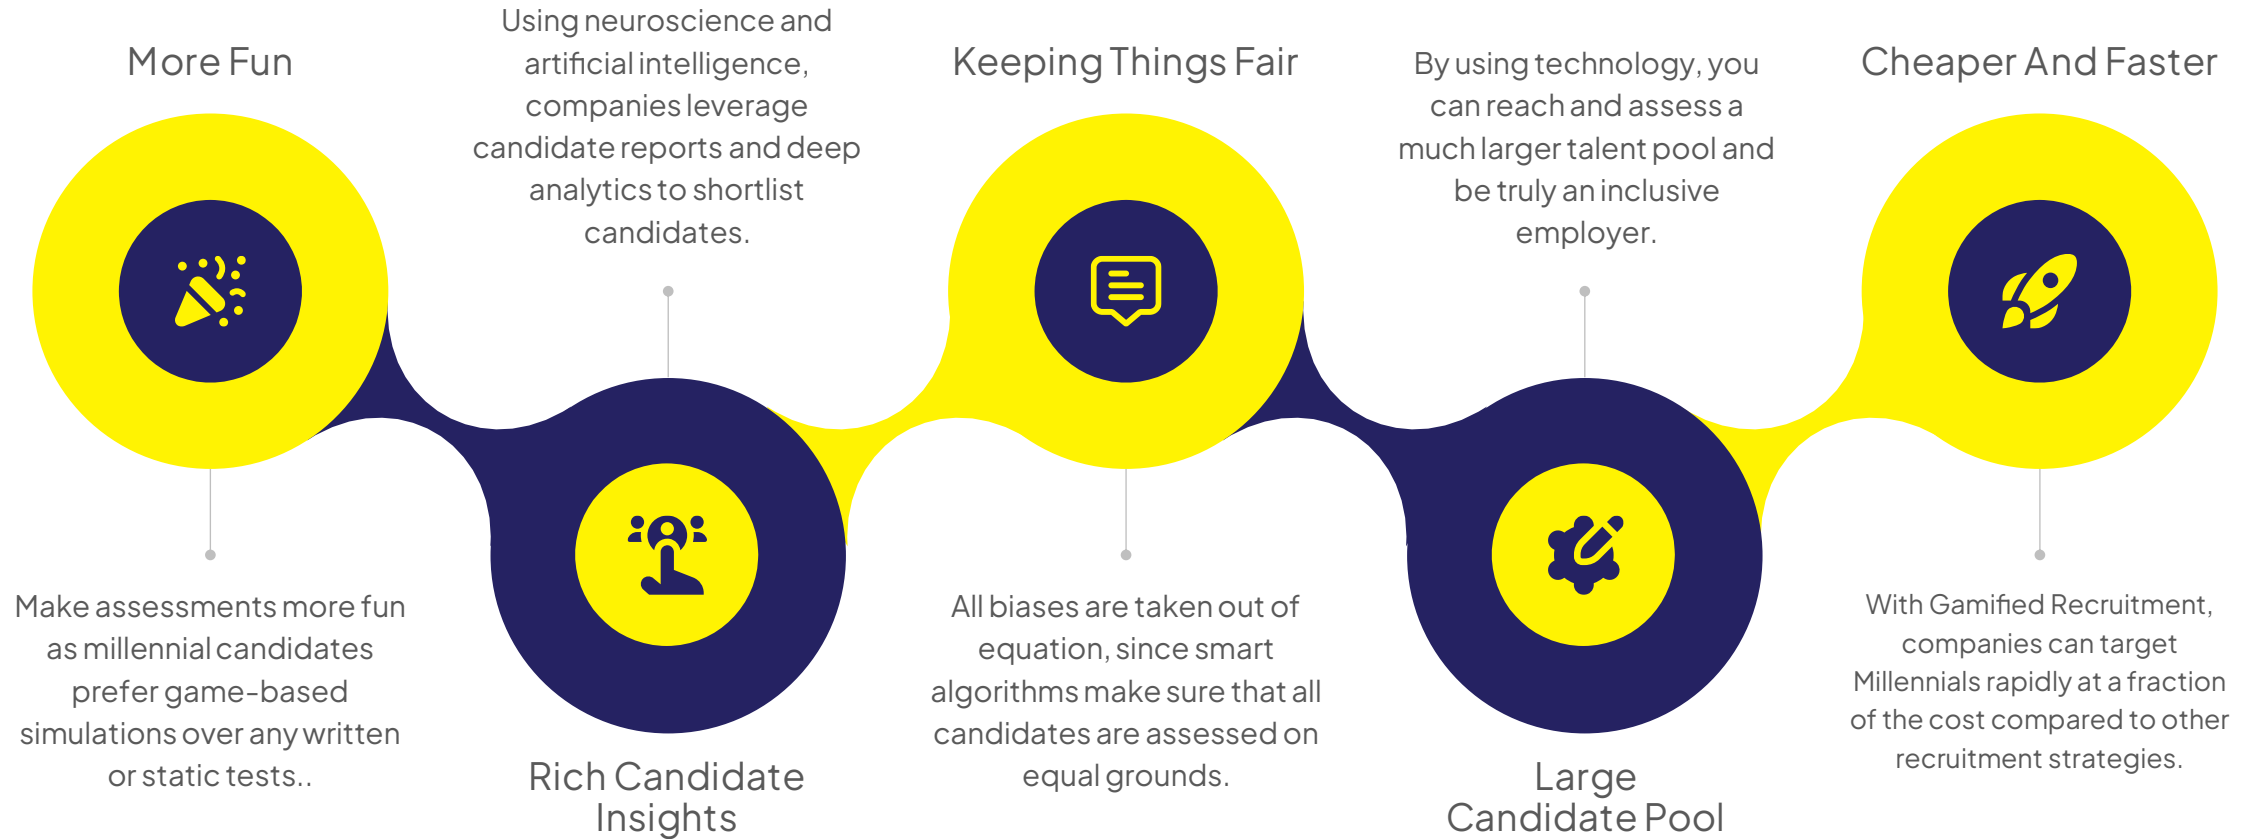 More Fun
Make assessments more fun
as millennial candidates
prefer game-based
simulations over any written
or static tests..
Using neuroscience and
artificial intelligence,
companies leverage
candidate reports and deep
analytics to shortlist
candidates.
Rich Candidate
Insights
Keeping Things Fair
All biases are taken out of
equation, since smart
algorithms make sure that all
candidates are assessed on
equal grounds.
By using technology, you
can reach and assess a
much larger talent pool and
be truly an inclusive
employer.
Large
Candidate Pool
Cheaper And Faster
With Gamified Recruitment,
companies can target
Millennials rapidly at a fraction
of the cost compared to other
recruitment strategies.